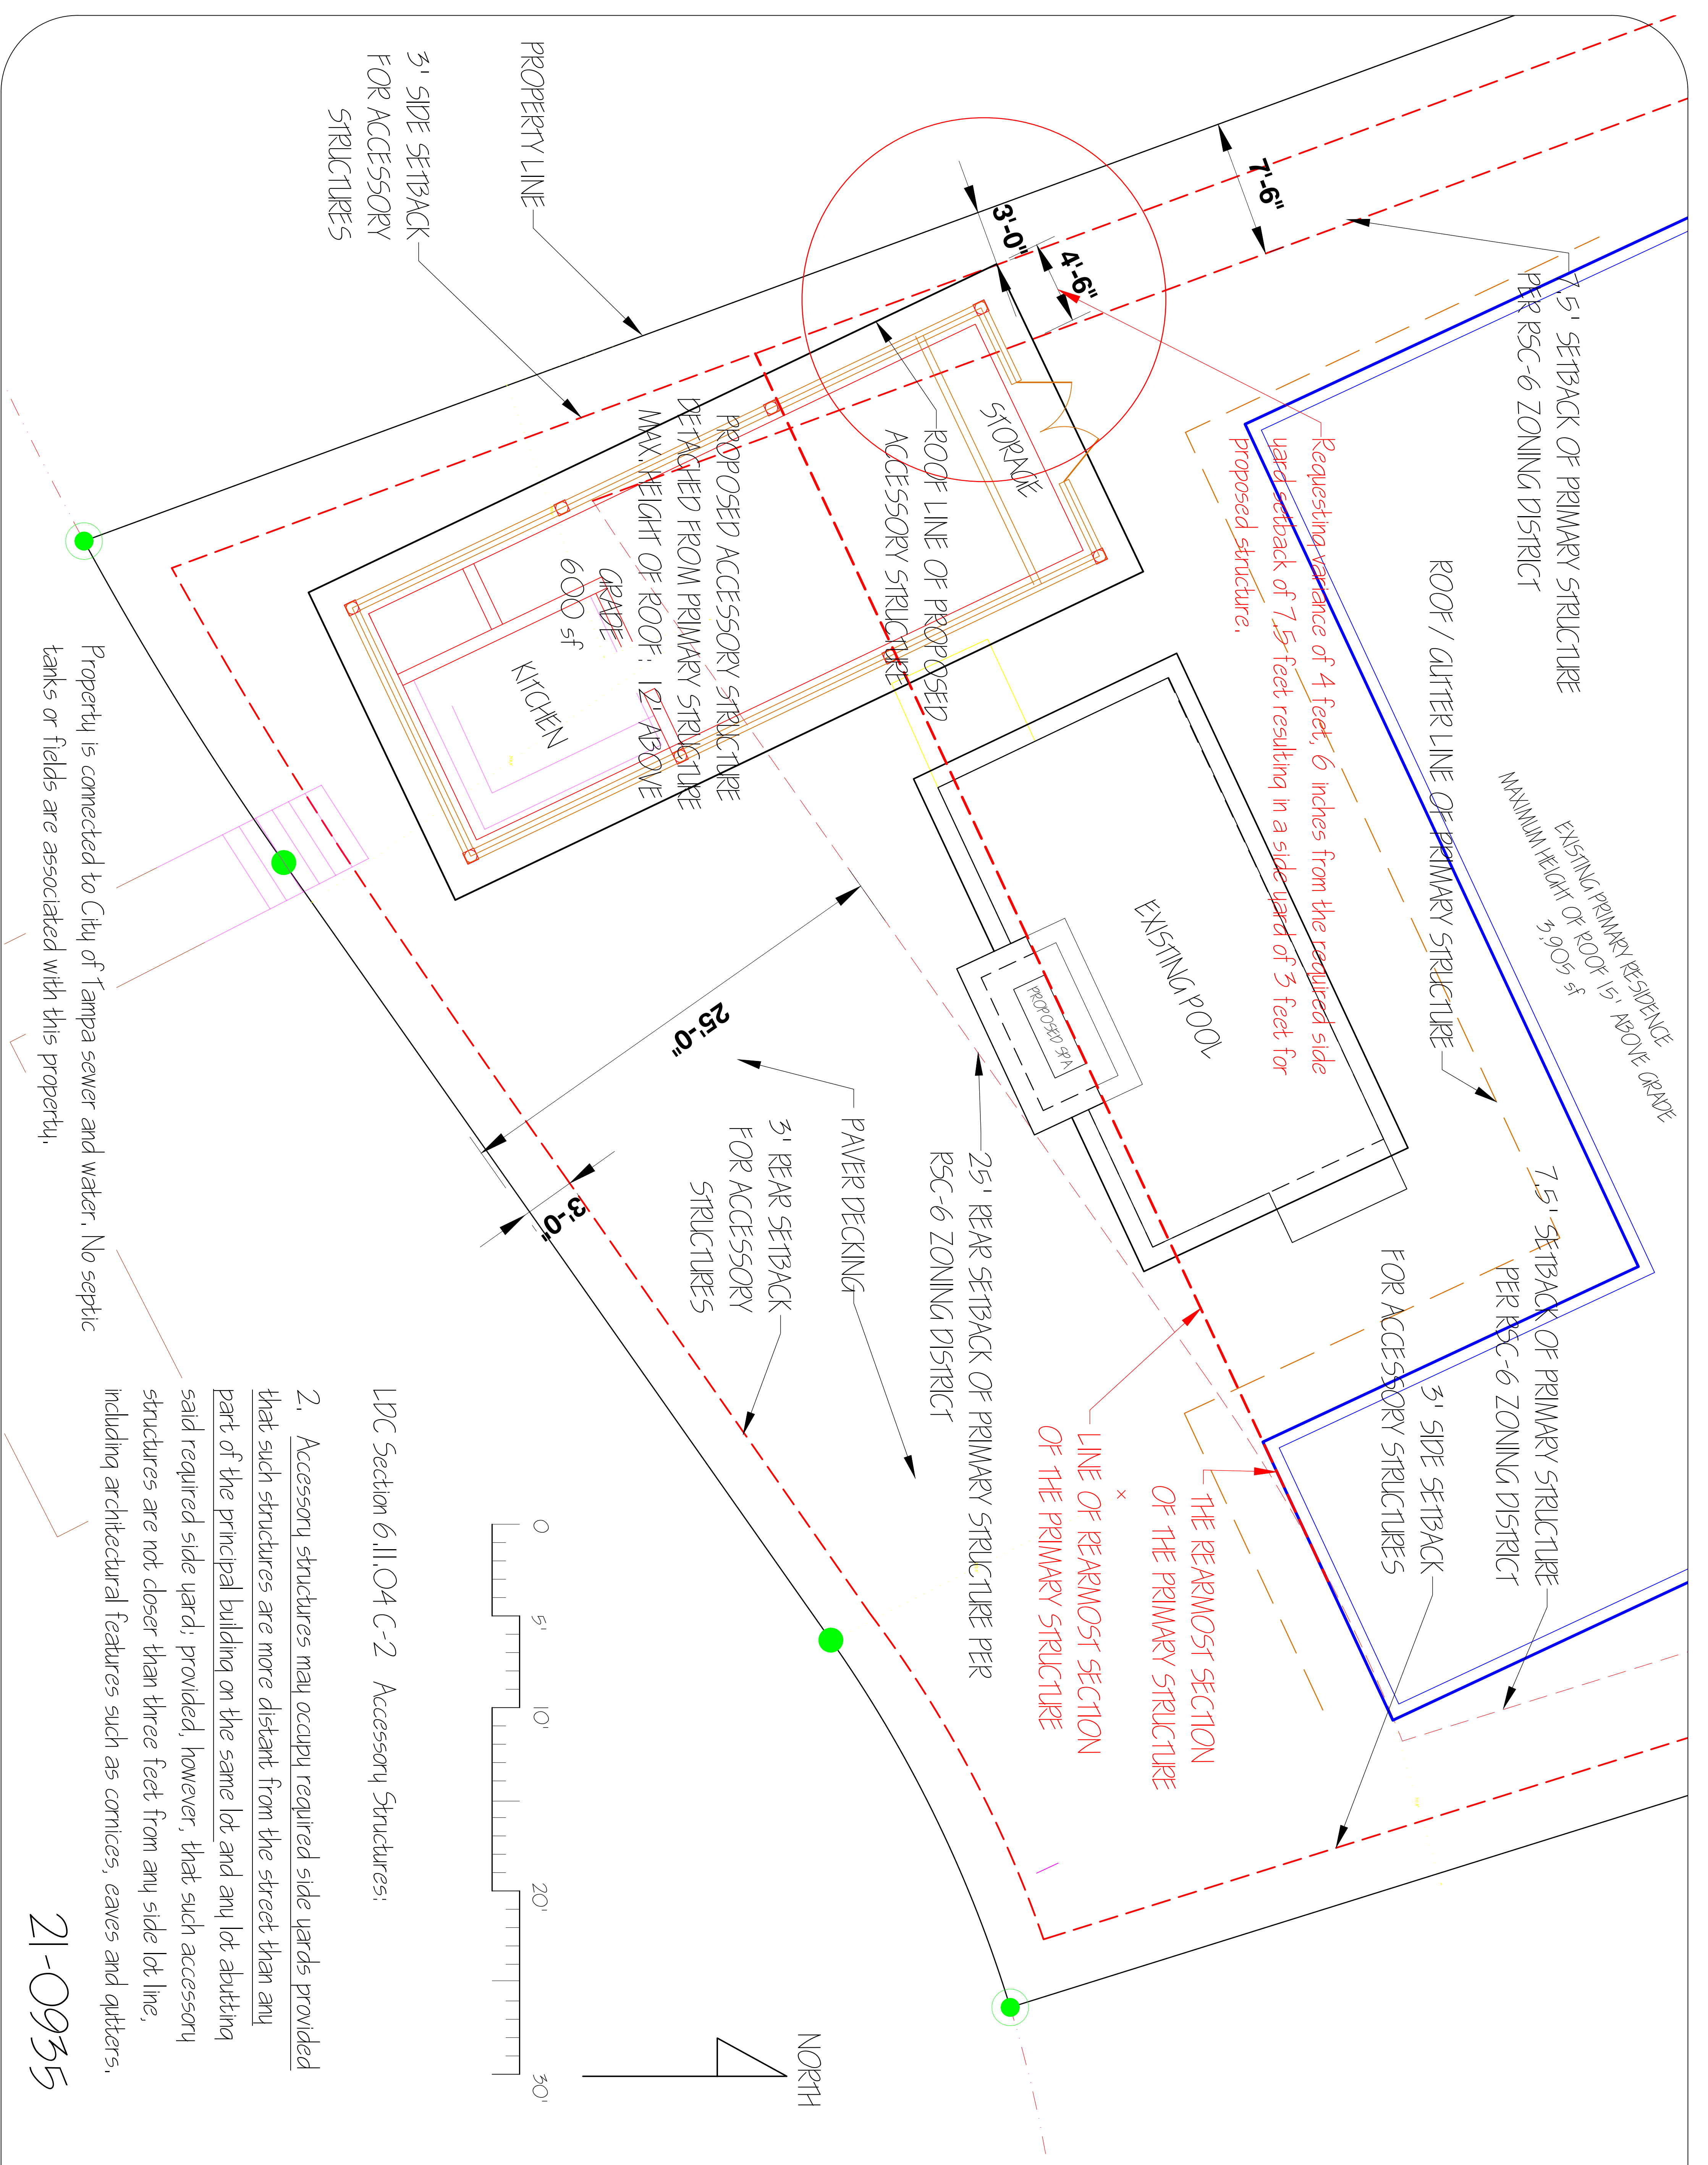 7.5' SETBACK OF PRIMARY STRUCTURE
PER RSC-6 ZONING DISTRICT
7'-6"
3'-0"
4'-6"
PROPERTY LINE
3' SIDE SETBACK
FOR ACCESSORY
STRUCTURES
EXISTING PRIMARY RESIDENCE
MAXIMUM HEIGHT OF ROOF 15' ABOVE GRADE
3,905 sf
ROOF / GUTTER LINE OF PRIMARY STRUCTURE
Requesting variance of 4 feet, 6 inches from the required side
yard setback of 7.5 feet resulting in a side yard of 3 feet for
proposed structure.
STORAGE
ROOF LINE OF PROPOSED
ACCESSORY STRUCTURE
PROPOSED ACCESSORY STRUCTURE
DETACHED FROM PRIMARY STRUCTURE
MAX. HEIGHT OF ROOF: 12' ABOVE
GRADE
600 sf
KITCHEN
EXISTING POOL
PROPOSED SPA
7.5' SETBACK OF PRIMARY STRUCTURE
PER RSC-6 ZONING DISTRICT
3' SIDE SETBACK
FOR ACCESSORY STRUCTURES
THE REARMOST SECTION
OF THE PRIMARY STRUCTURE
LINE OF REARMOST SECTION
OF THE PRIMARY STRUCTURE
25' REAR SETBACK OF PRIMARY STRUCTURE PER
RSC-6 ZONING DISTRICT
PAVER DECKING
3' REAR SETBACK
FOR ACCESSORY
STRUCTURES
25'-0"
3'-0"
Property is connected to City of Tampa sewer and water. No septic
tanks or fields are associated with this property.
NORTH
0 5' 10' 20' 30'
LDC Section 6.11.04 C-2 Accessory Structures:
2. Accessory structures may occupy required side yards provided
that such structures are more distant from the street than any
part of the principal building on the same lot and any lot abutting
said required side yard; provided, however, that such accessory
structures are not closer than three feet from any side lot line,
including architectural features such as cornices, eaves and gutters.
21-0935